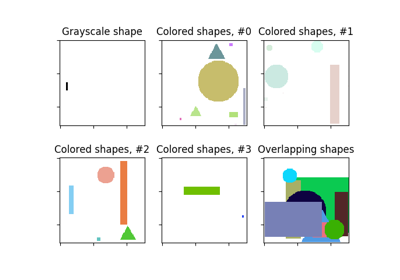 Grayscale shape
Colored shapes, #0
Colored shapes, #1
Colored shapes, #2
Colored shapes, #3
Overlapping shapes